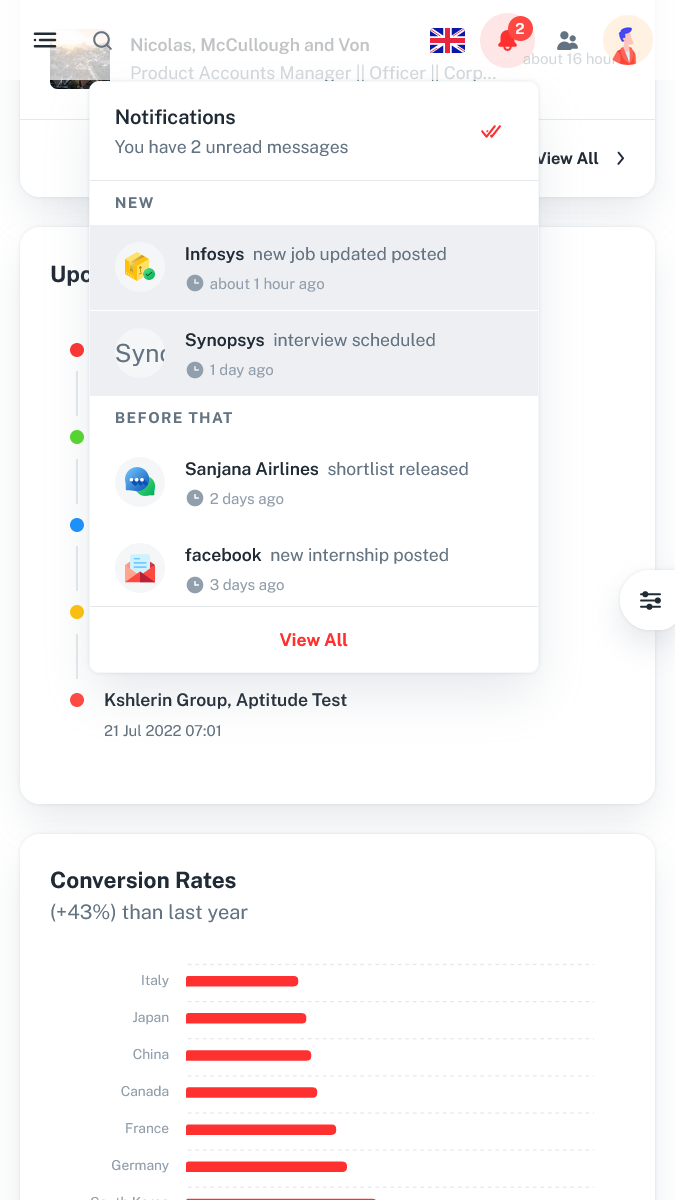 2
Nicolas, McCullough and Von
about 16 hour
Product Accounts Manager || Officer || Corp...
Notifications
You have 2 unread messages
View All
NEW
Infosys new job updated posted
about 1 hour ago
Upc
Sync
Synopsys interview scheduled
1 day ago
BEFORE THAT
Sanjana Airlines shortlist released
2 days ago
facebook new internship posted
3 days ago
View All
Kshlerin Group, Aptitude Test
21 Jul 2022 07:01
Conversion Rates
(+43%) than last year
Italy
Japan
China
Canada
France
Germany
South Korea